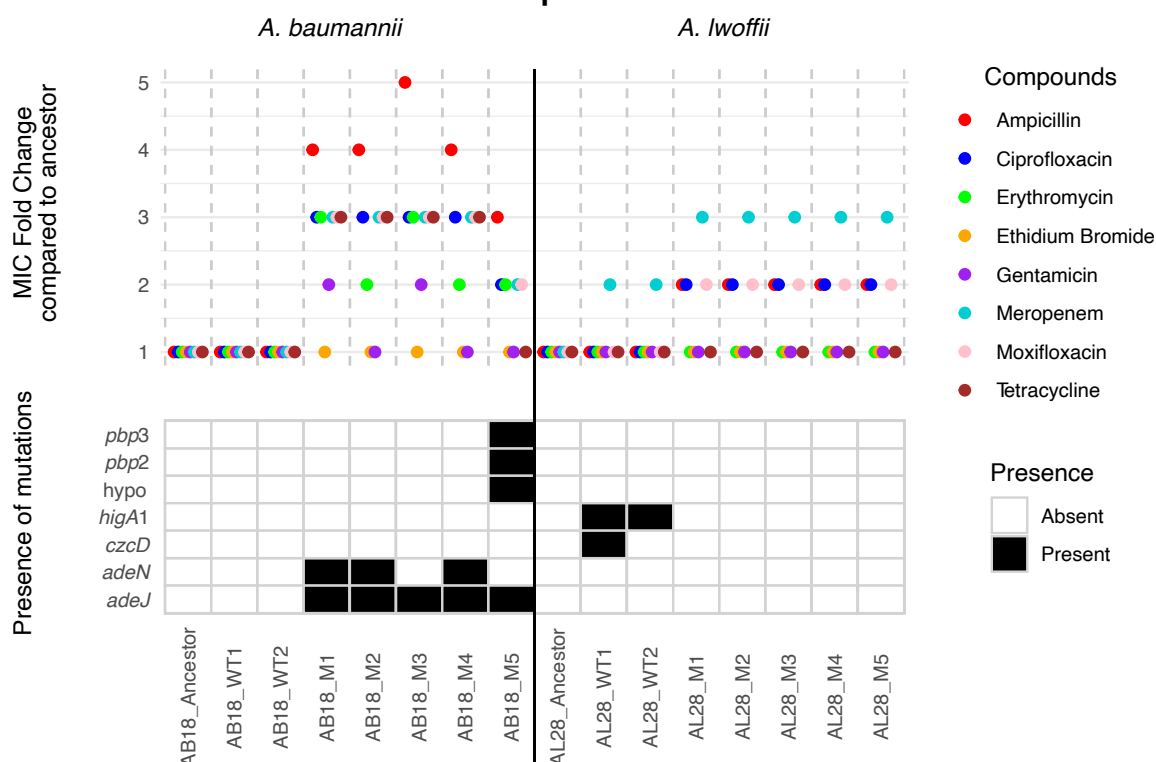 A. baumannii
A. lwoffii
MIC Fold Change
compared to ancestor
5
4
3
2
1
Compounds
Ampicillin
Ciprofloxacin
Erythromycin
Ethidium Bromide
Gentamicin
Meropenem
Moxifloxacin
Tetracycline
Presence of mutations
pbp3
pbp2
hypo
higA1
czcD
adeN
adeJ
Presence
Absent
Present
AB18_Ancestor
AB18_WT1
AB18_WT2
AB18_M1
AB18_M2
AB18_M3
AB18_M4
AB18_M5
AL28_Ancestor
AL28_WT1
AL28_WT2
AL28_M1
AL28_M2
AL28_M3
AL28_M4
AL28_M5